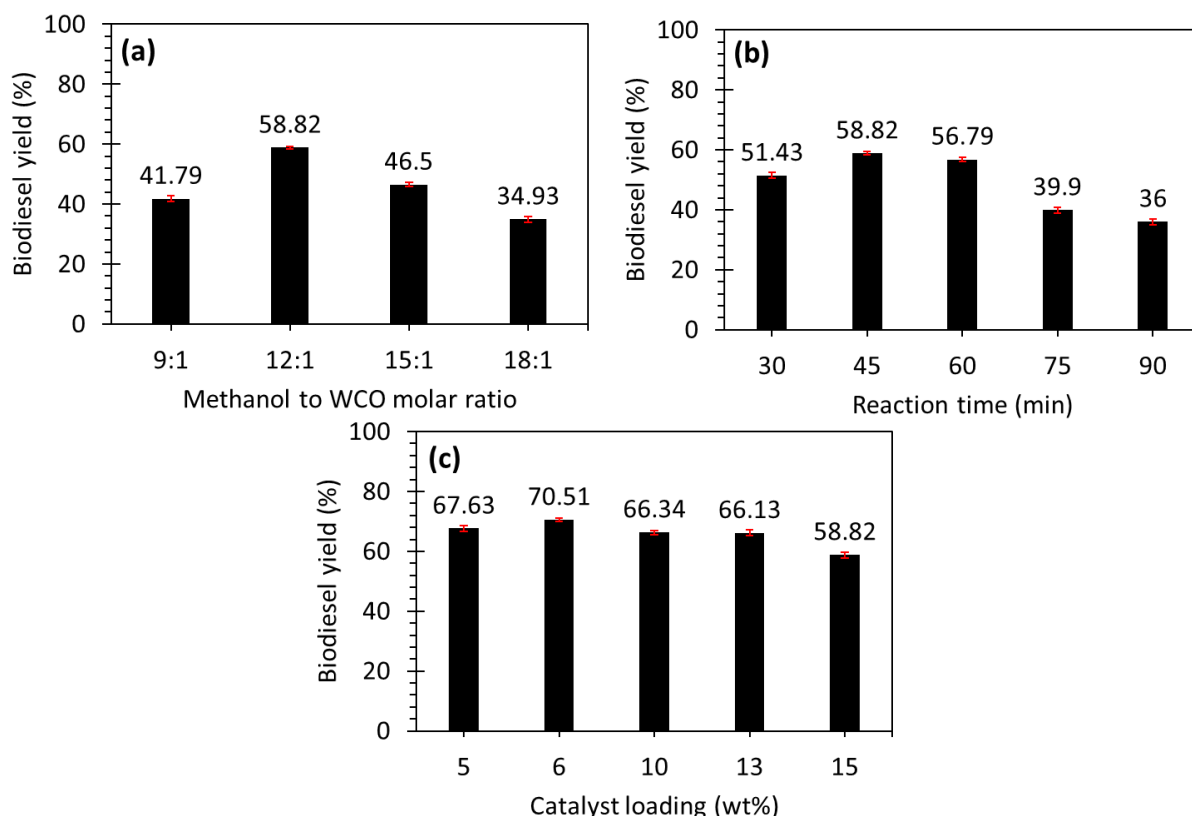 (a)
Biodiesel yield (%)
100
80
60
40
20
0
41.79
58.82
46.5
34.93
9:1 12:1 15:1 18:1
Methanol to WCO molar ratio
(b)
Biodiesel yield (%)
100
80
60
40
20
0
51.43
58.82
56.79
39.9
36
30 45 60 75 90
Reaction time (min)
(c)
Biodiesel yield (%)
100
80
60
40
20
0
67.63
70.51
66.34
66.13
58.82
5 6 10 13 15
Catalyst loading (wt%)